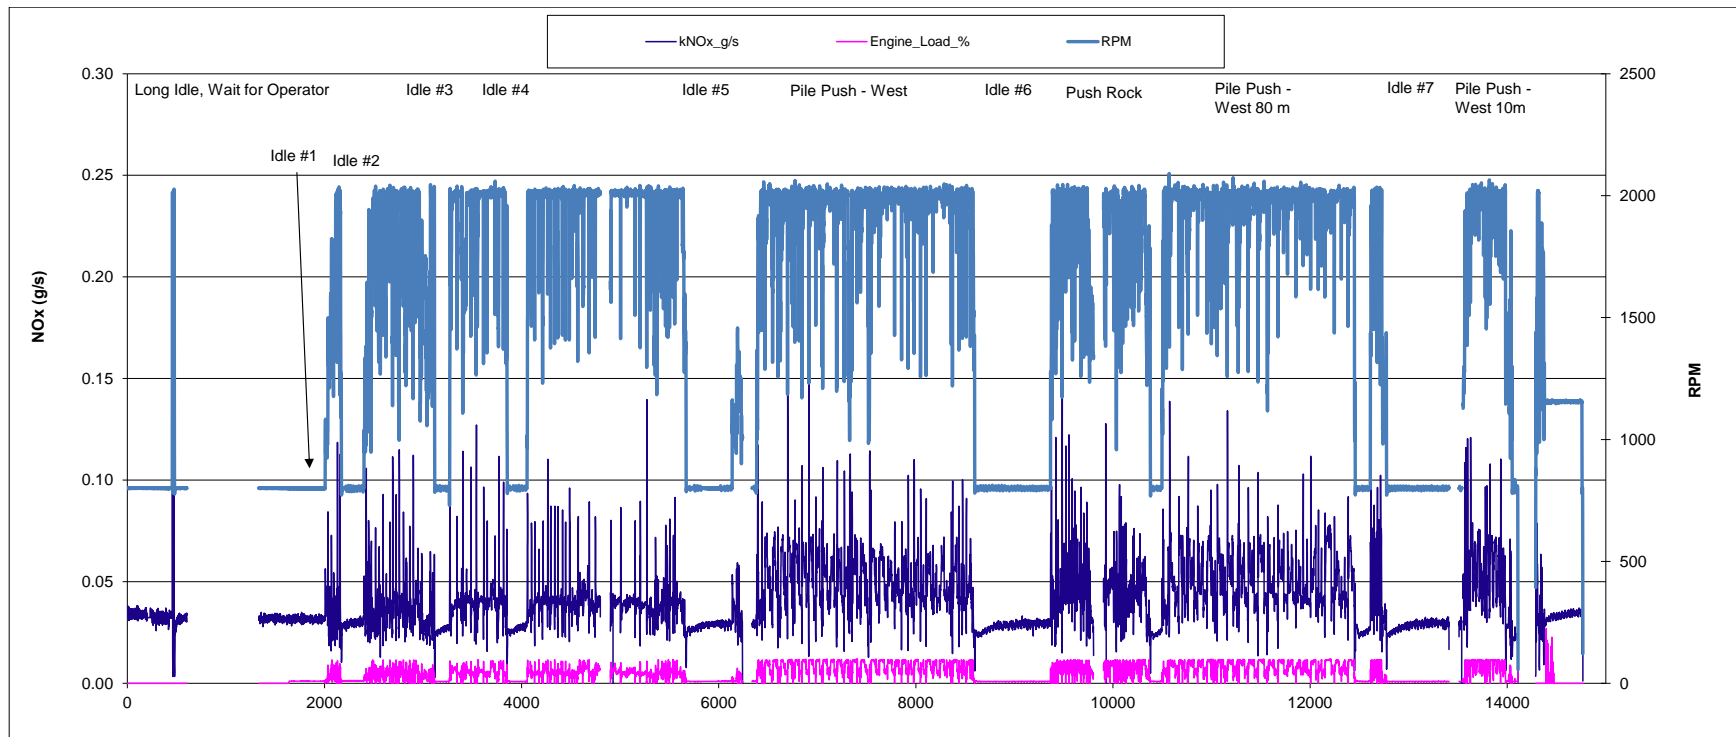 kNOx_g/s Engine_Load_% RPM
0.30 2500
Long Idle, Wait for Operator Idle #3 Idle #4 Idle #5 Pile Push - West Idle #6 Push Rock Pile Push - Idle #7 Pile Push -
West 80 m West 10m
Idle #1 Idle #2
0.25
2000
0.20
NOx (g/s)
1500
0.15
RPM
1000
0.10
0.05
500
0.00 0
0 2000 4000 6000 8000 10000 12000 14000